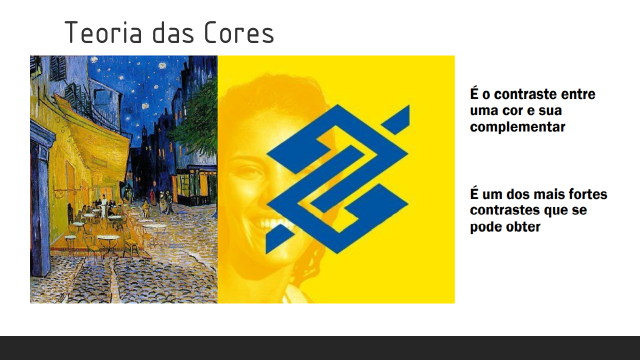 Teoria das Cores
É o contraste entre
uma cor e sua
complementar
É um dos mais fortes
contrastes que se
pode obter